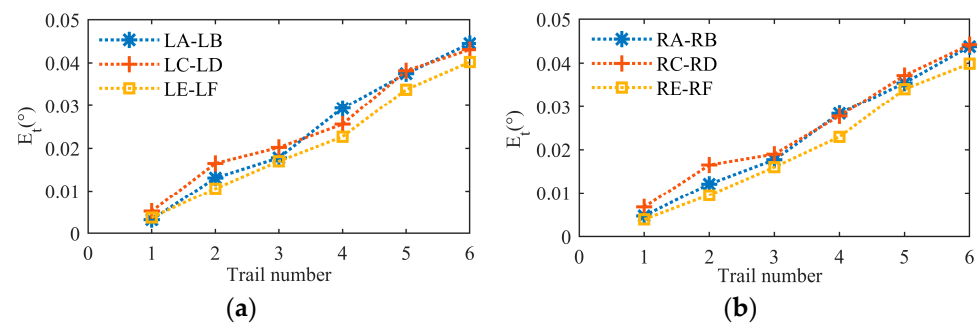 0.05
LA-LB
0.04
LC-LD
LE-LF
0.03
E_t(°)
0.02
0.01
0
0 1 2 3 4 5 6
Trail number
(a)
0.05
RA-RB
0.04
RC-RD
RE-RF
0.03
E_t(°)
0.02
0.01
0
0 1 2 3 4 5 6
Trail number
(b)